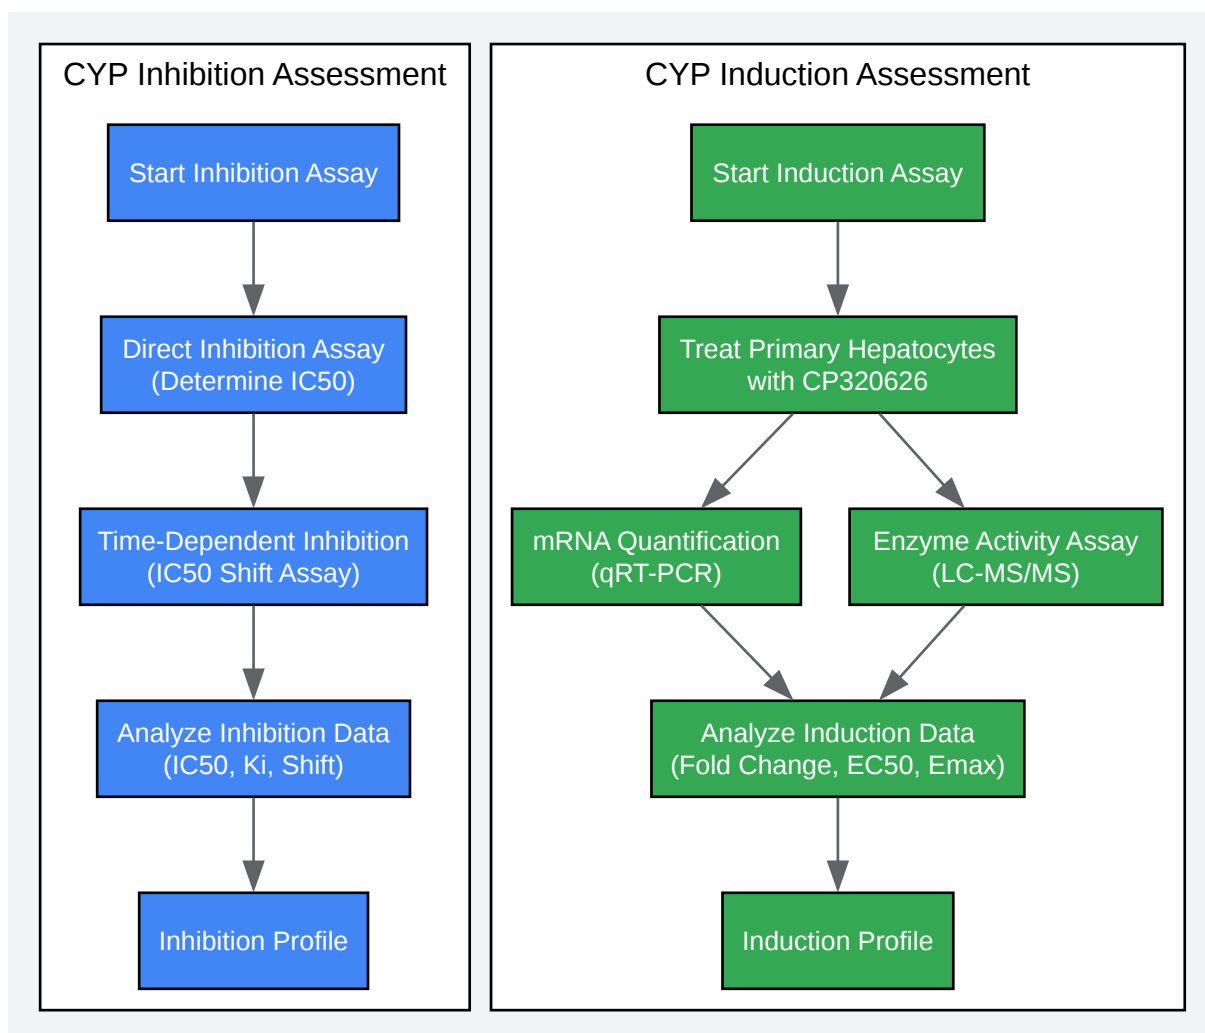 CYP Inhibition Assessment
Start Inhibition Assay
Direct Inhibition Assay
(Determine IC50)
Time-Dependent Inhibition
(IC50 Shift Assay)
Analyze Inhibition Data
(IC50, Ki, Shift)
Inhibition Profile
CYP Induction Assessment
Start Induction Assay
Treat Primary Hepatocytes
with CP320626
mRNA Quantification
(qRT-PCR)
Enzyme Activity Assay
(LC-MS/MS)
Analyze Induction Data
(Fold Change, EC50, Emax)
Induction Profile